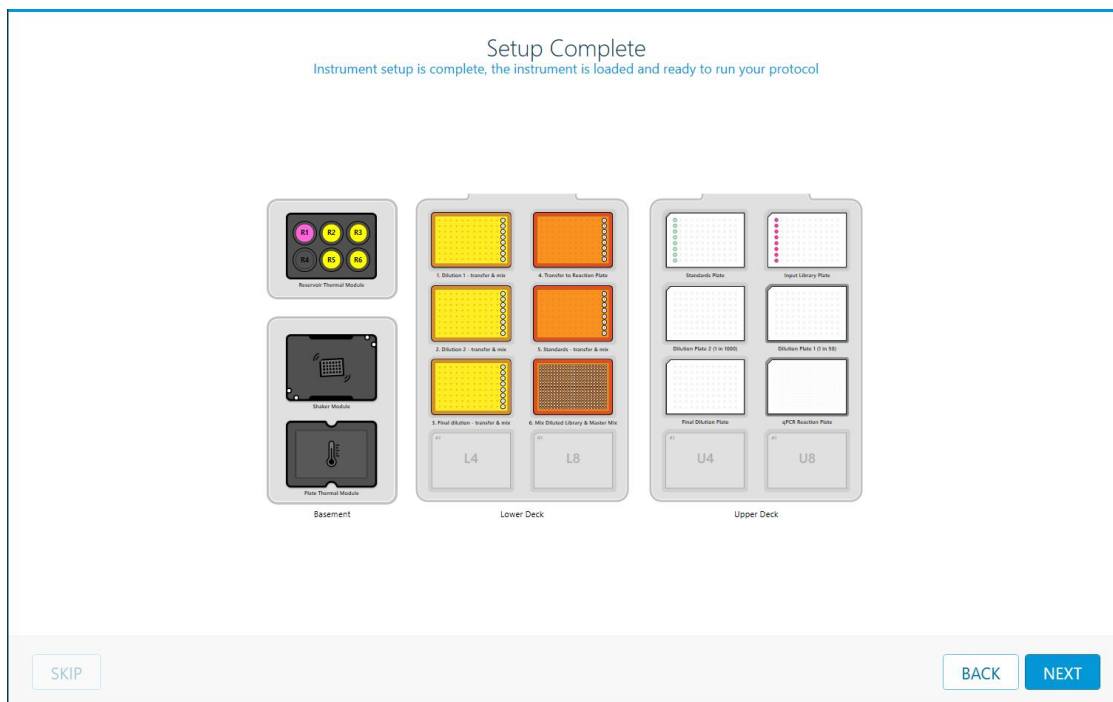 Setup Complete
Instrument setup is complete, the instrument is loaded and ready to run your protocol
R1 R2 R3
R4 R5 R6
Reservoir Thermal Module
Shaker Module
Plate Thermal Module
Basement
1. Dilution 1 - transfer & mix
4. Transfer to Reaction Plate
2. Dilution 2 - transfer & mix
5. Standards - transfer & mix
3. Final dilution - transfer & mix
6. Mix Diluted Library & Master Mix
A1
L4
A1
L8
Lower Deck
Standards Plate
Input Library Plate
Dilution Plate 2 (1 in 1000)
Dilution Plate 1 (1 in 50)
Final Dilution Plate
qPCR Reaction Plate
A1
U4
A1
U8
Upper Deck
SKIP
BACK
NEXT